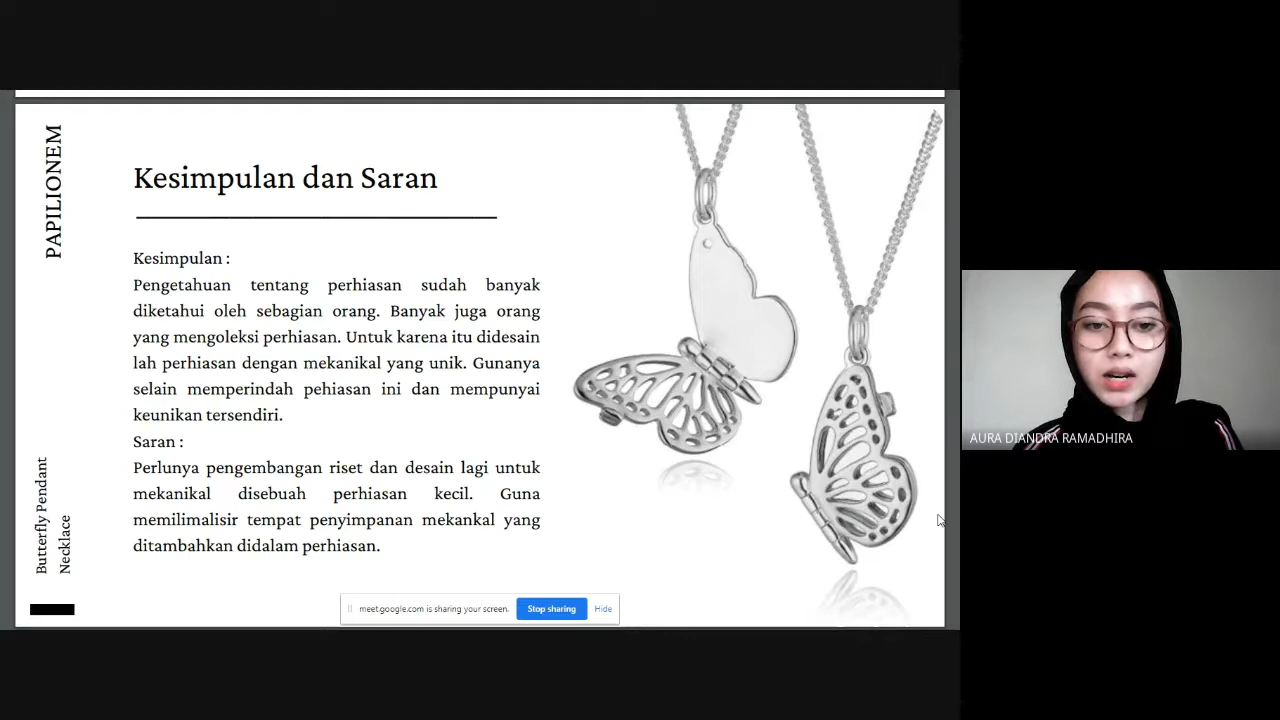 PAPILIONEM
Kesimpulan dan Saran
Kesimpulan :
Pengetahuan tentang perhiasan sudah banyak
diketahui oleh sebagian orang. Banyak juga orang
yang mengoleksi perhiasan. Untuk karena itu didesain
lah perhiasan dengan mekanikal yang unik. Gunanya
selain memperindah pehiasan ini dan mempunyai
keunikan tersendiri.
Saran :
Perlunya pengembangan riset dan desain lagi untuk
mekanikal disebuah perhiasan kecil. Guna
memilimalisir tempat penyimpanan mekankal yang
ditambahkan didalam perhiasan.
Butterfly Pendant
Necklace
meet.google.com is sharing your screen.
Stop sharing
Hide
AURA DIANDRA RAMADHIRA